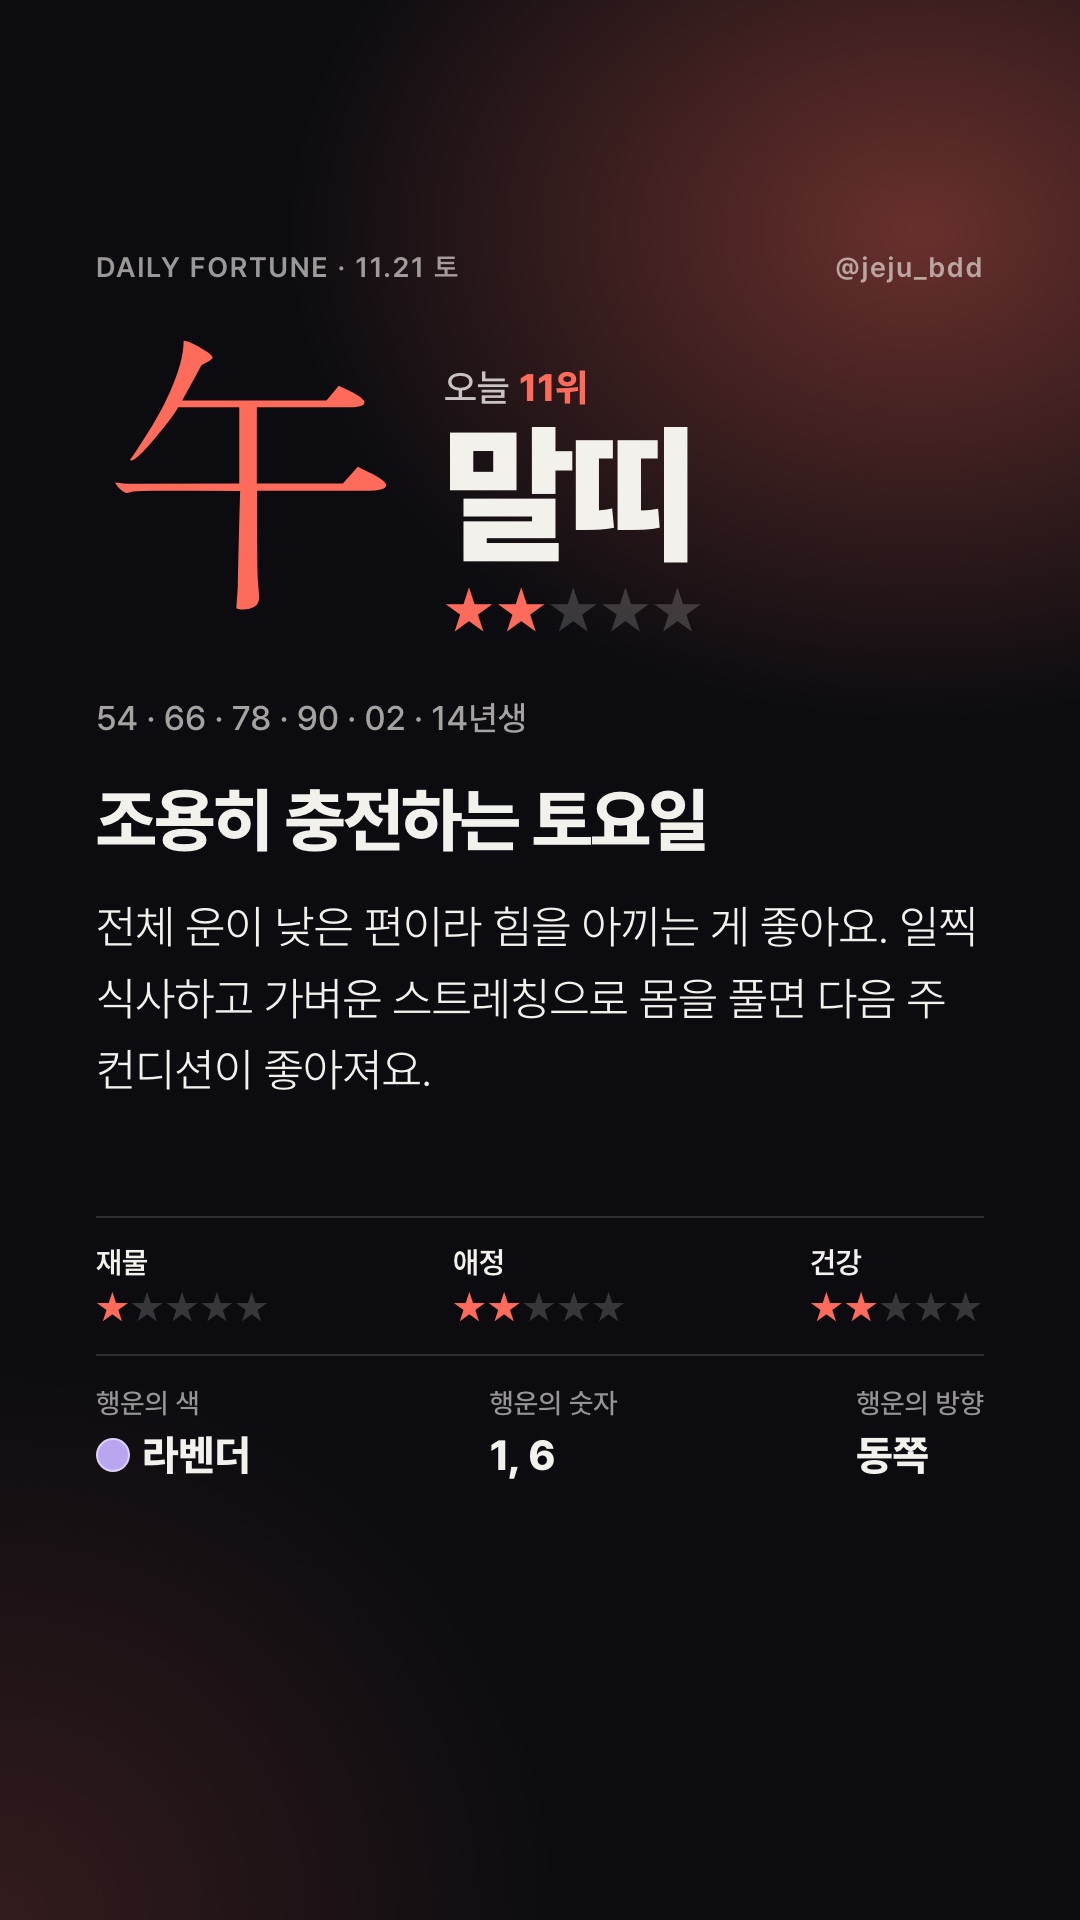 DAILY FORTUNE · 11.21 토
@jeju_bdd
午
오늘 11위
말띠
★★★★★
54 · 66 · 78 · 90 · 02 · 14년생
조용히 충전하는 토요일
전체 운이 낮은 편이라 힘을 아끼는 게 좋아요. 일찍
식사하고 가벼운 스트레칭으로 몸을 풀면 다음 주
컨디션이 좋아져요.
재물
★★★★★
애정
★★★★★
건강
★★★★★
행운의 색
라벤더
행운의 숫자
1, 6
행운의 방향
동쪽